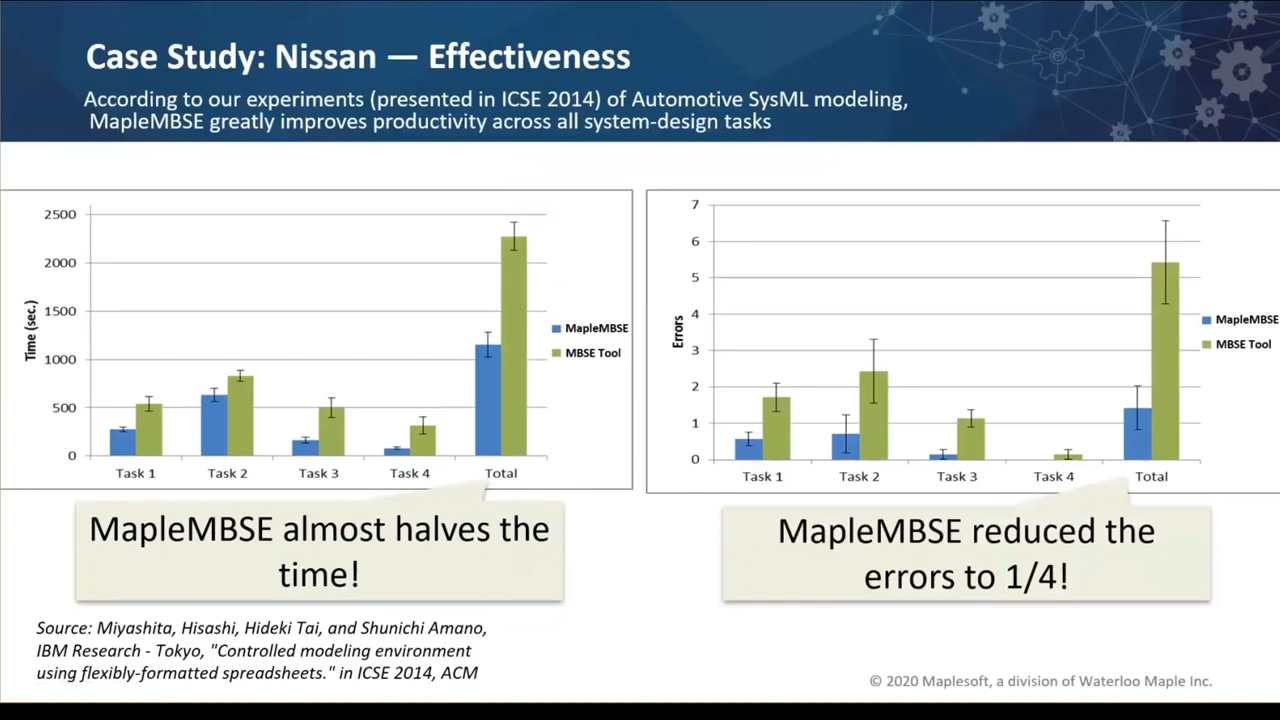 Case Study: Nissan — Effectiveness
According to our experiments (presented in ICSE 2014) of Automotive SysML modeling,
MapleMBSE greatly improves productivity across all system-design tasks
2500
2000
1500
1000
500
0
Time (sec.)
Task 1
Task 2
Task 3
Task 4
Total
MapleMBSE
MBSE Tool
7
6
5
4
3
2
1
0
Errors
Task 1
Task 2
Task 3
Task 4
Total
MapleMBSE
MBSE Tool
MapleMBSE almost halves the
time!
MapleMBSE reduced the
errors to 1/4!
Source: Miyashita, Hisashi, Hideki Tai, and Shunichi Amano,
IBM Research - Tokyo, "Controlled modeling environment
using flexibly-formatted spreadsheets." in ICSE 2014, ACM
© 2020 Maplesoft, a division of Waterloo Maple Inc.